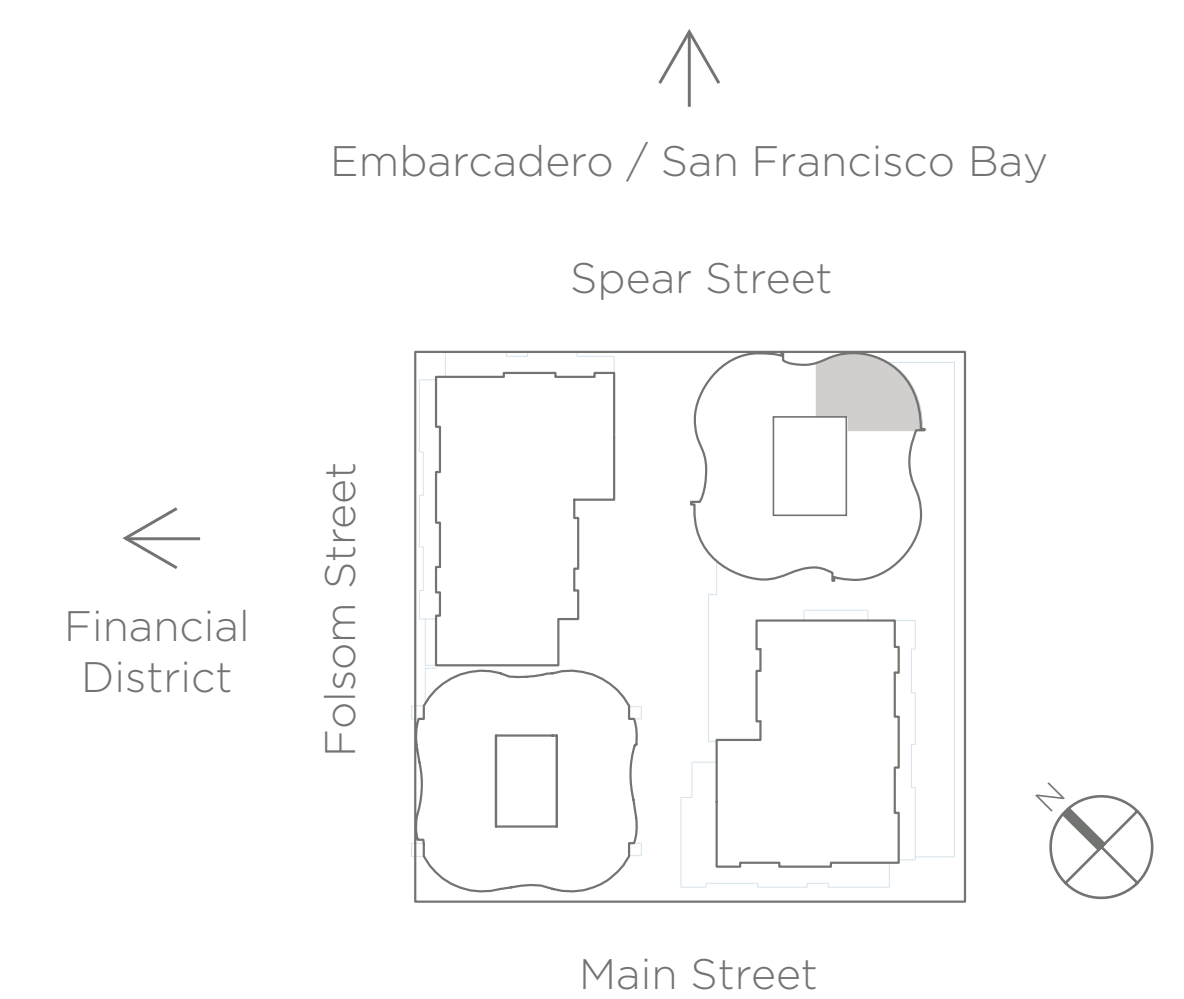 Embarcadero / San Francisco Bay
Spear Street
Folsom Street
Financial
District
N
Main Street